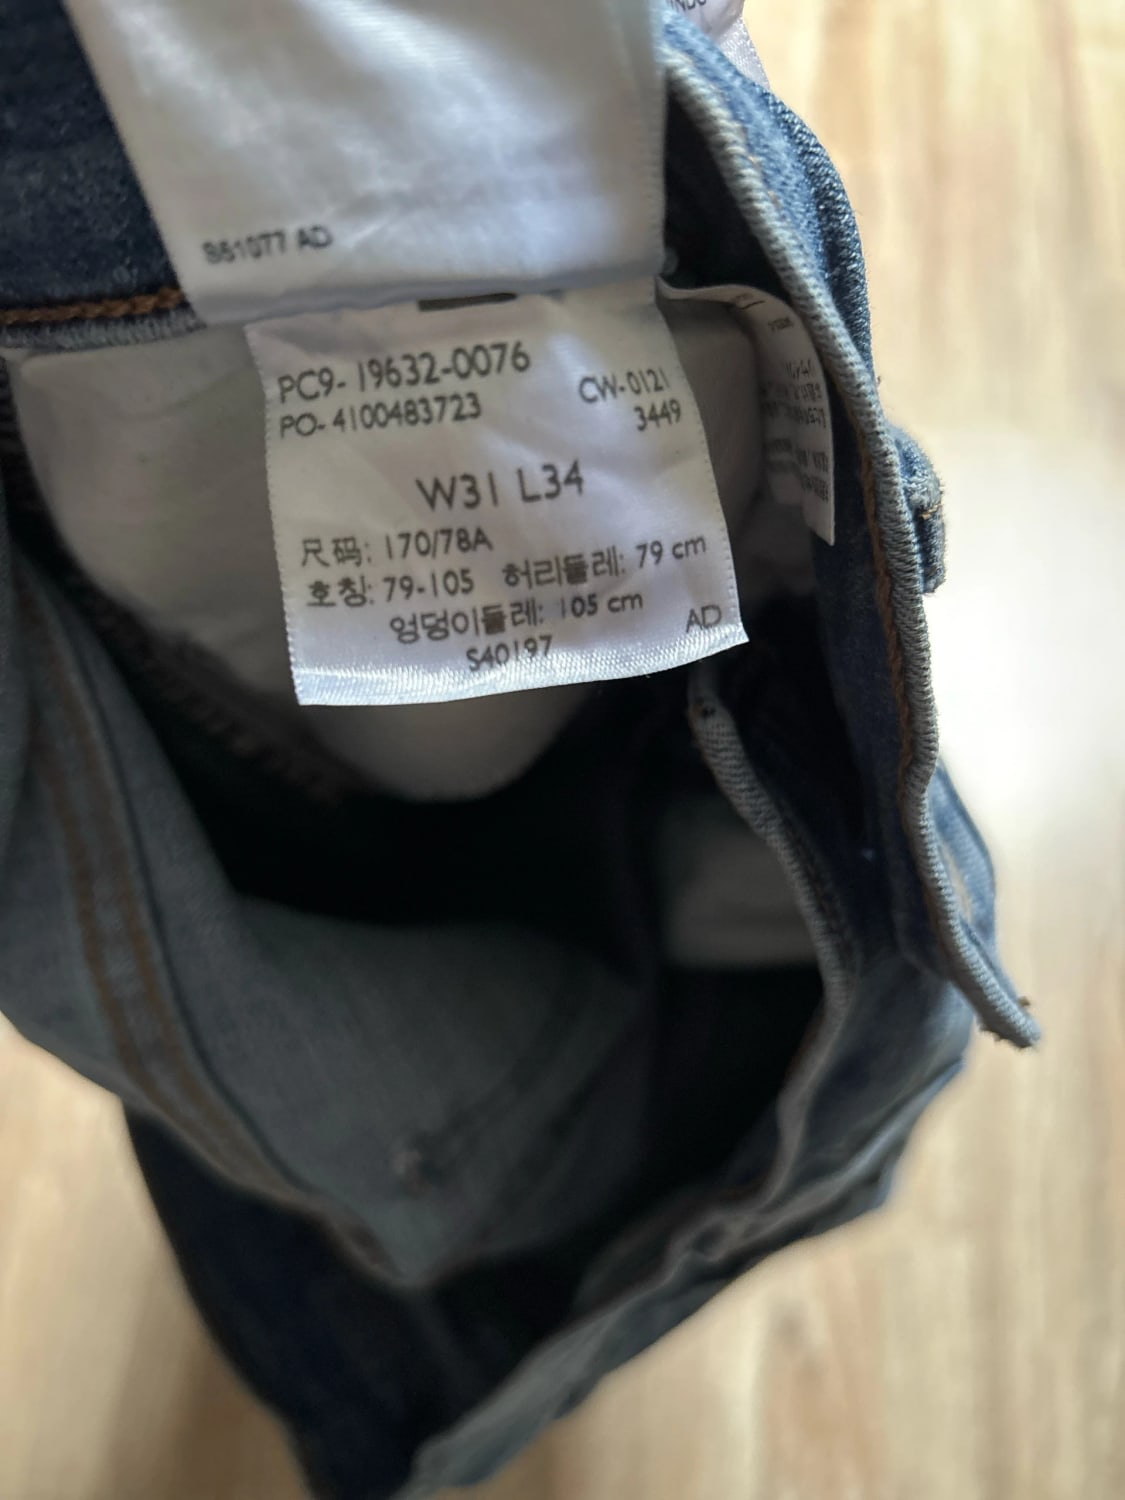 S51077 AD
PC9-19632-0076
CW-0121
PO-4100483723
3449
W31 L34
尺码: 170/78A
호칭: 79-105 허리둘레: 79 cm
엉덩이둘레: 105 cm
AD
S40197